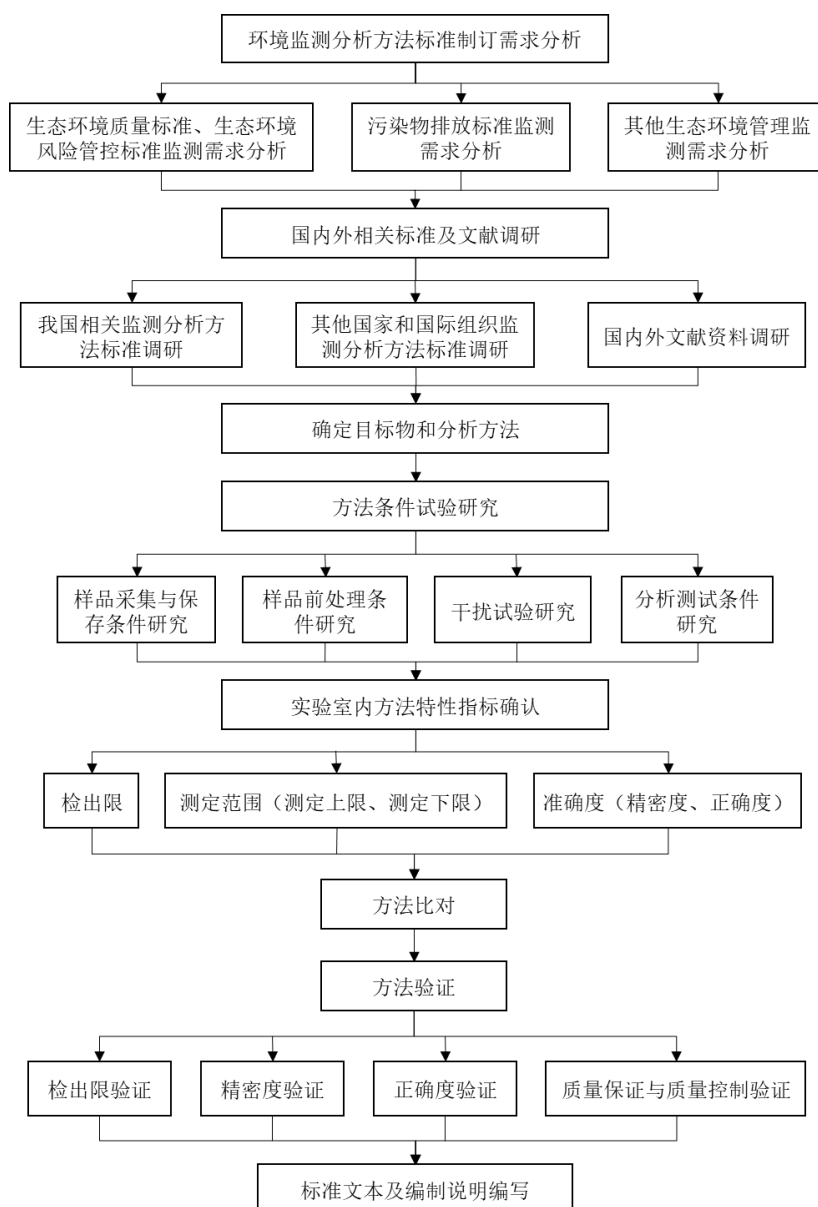 环境监测分析方法标准制订需求分析
生态环境质量标准、生态环境
风险管控标准监测需求分析
污染物排放标准监测
需求分析
其他生态环境管理监
测需求分析
国内外相关标准及文献调研
我国相关监测分析方
法标准调研
其他国家和国际组织监
测分析方法标准调研
国内外文献资料调研
确定目标物和分析方法
方法条件试验研究
样品采集与保
存条件研究
样品前处理条
件研究
干扰试验研究
分析测试条件
研究
实验室内方法特性指标确认
检出限
测定范围（测定上限、测定下限）
准确度（精密度、正确度）
方法比对
方法验证
检出限验证
精密度验证
正确度验证
质量保证与质量控制验证
标准文本及编制说明编写